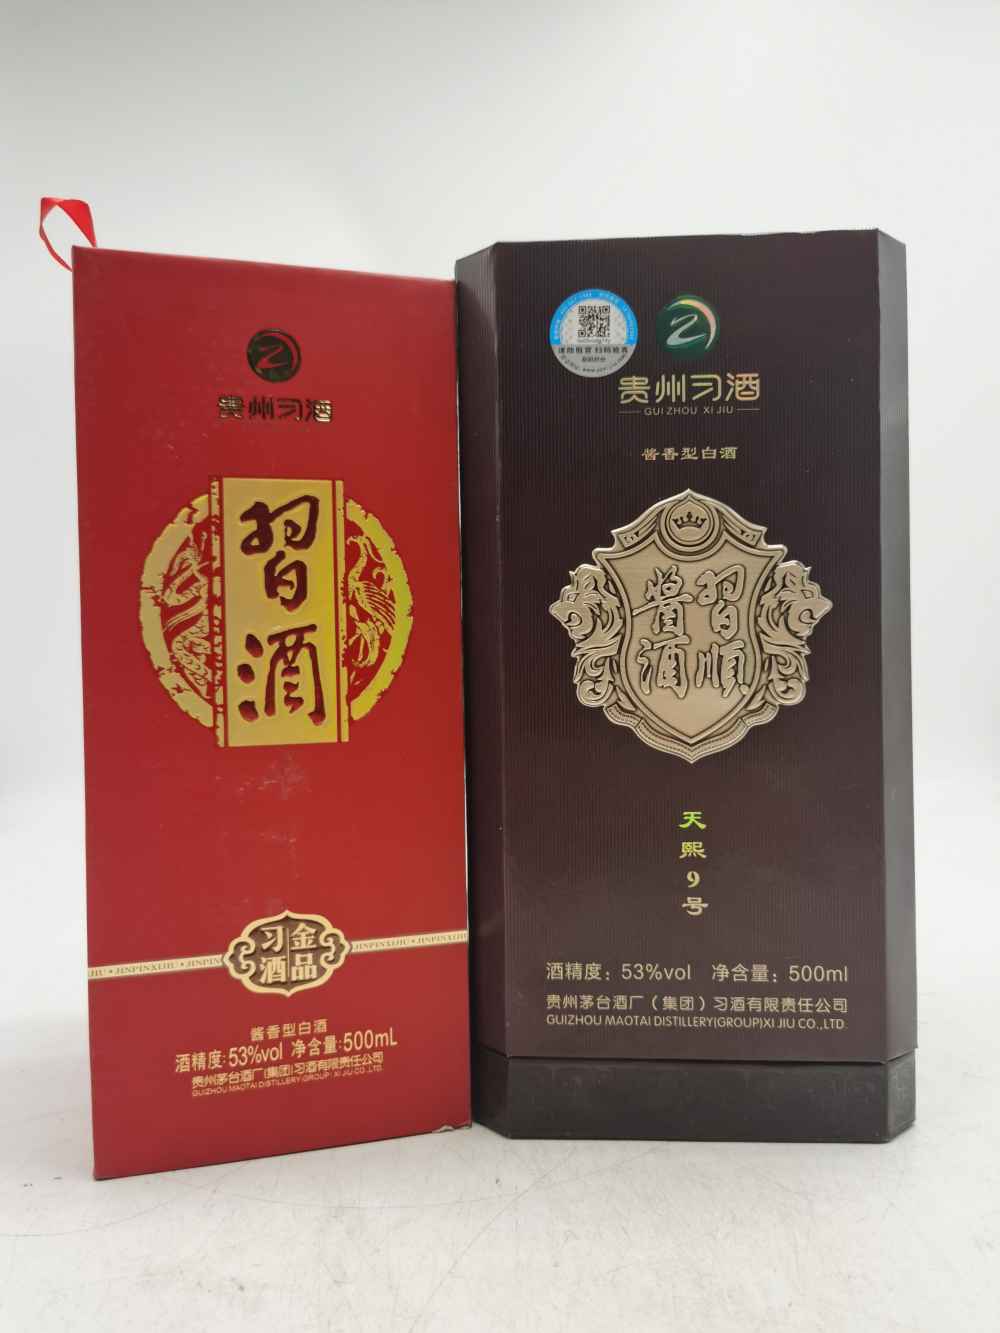 贵州习酒
習酒
JIU • JINPINXIJIU • JINPIN
金品
习酒
JINPINXIJIU • JINPINXIJIU
酱香型白酒
酒精度:53%vol 净含量:500mL
贵州茅台酒厂(集团)习酒有限责任公司
GUIZHOU MAOTAI DISTILLERY(GROUP) XI JIU CO.,LTD.
贵州习酒
GUI ZHOU XI JIU
酱香型白酒
習順
醬酒
天熙9号
酒精度：53%vol 净含量：500ml
贵州茅台酒厂（集团）习酒有限责任公司
GUIZHOU MAOTAI DISTILLERY(GROUP)XI JIU CO.,LTD.